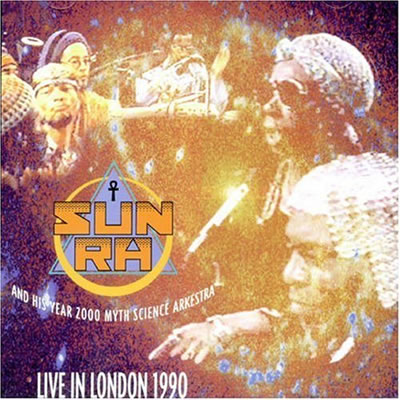 SUN
RA
AND HIS YEAR 2000 MYTH SCIENCE ARKESTRA
LIVE IN LONDON 1990